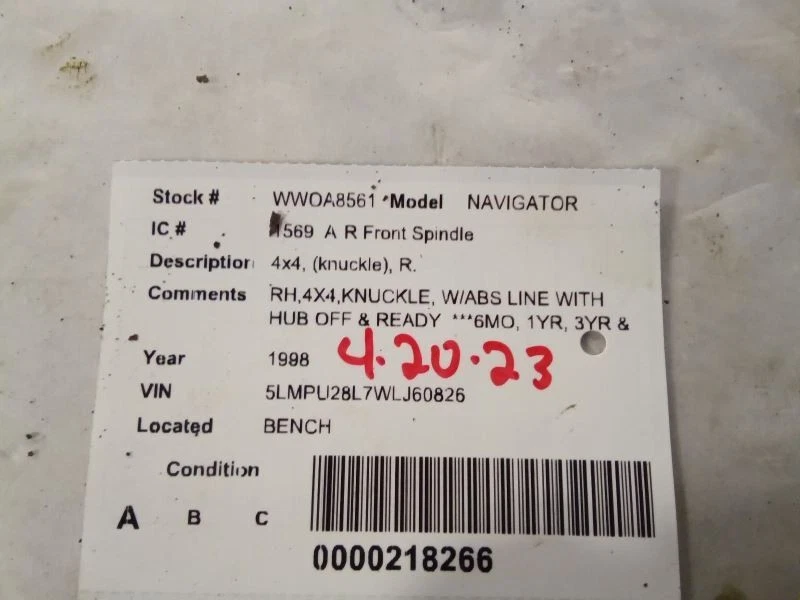 Stock # WWOA8561 Model NAVIGATOR
IC # 1569 A R Front Spindle
Description 4x4, (knuckle), R.
Comments RH,4X4,KNUCKLE, W/ABS LINE WITH
HUB OFF & READY ***6MO, 1YR, 3YR &
Year 1998 4.20.23
VIN 5LMPU28L7WLJ60826
Located BENCH
Condition
A B C
0000218266